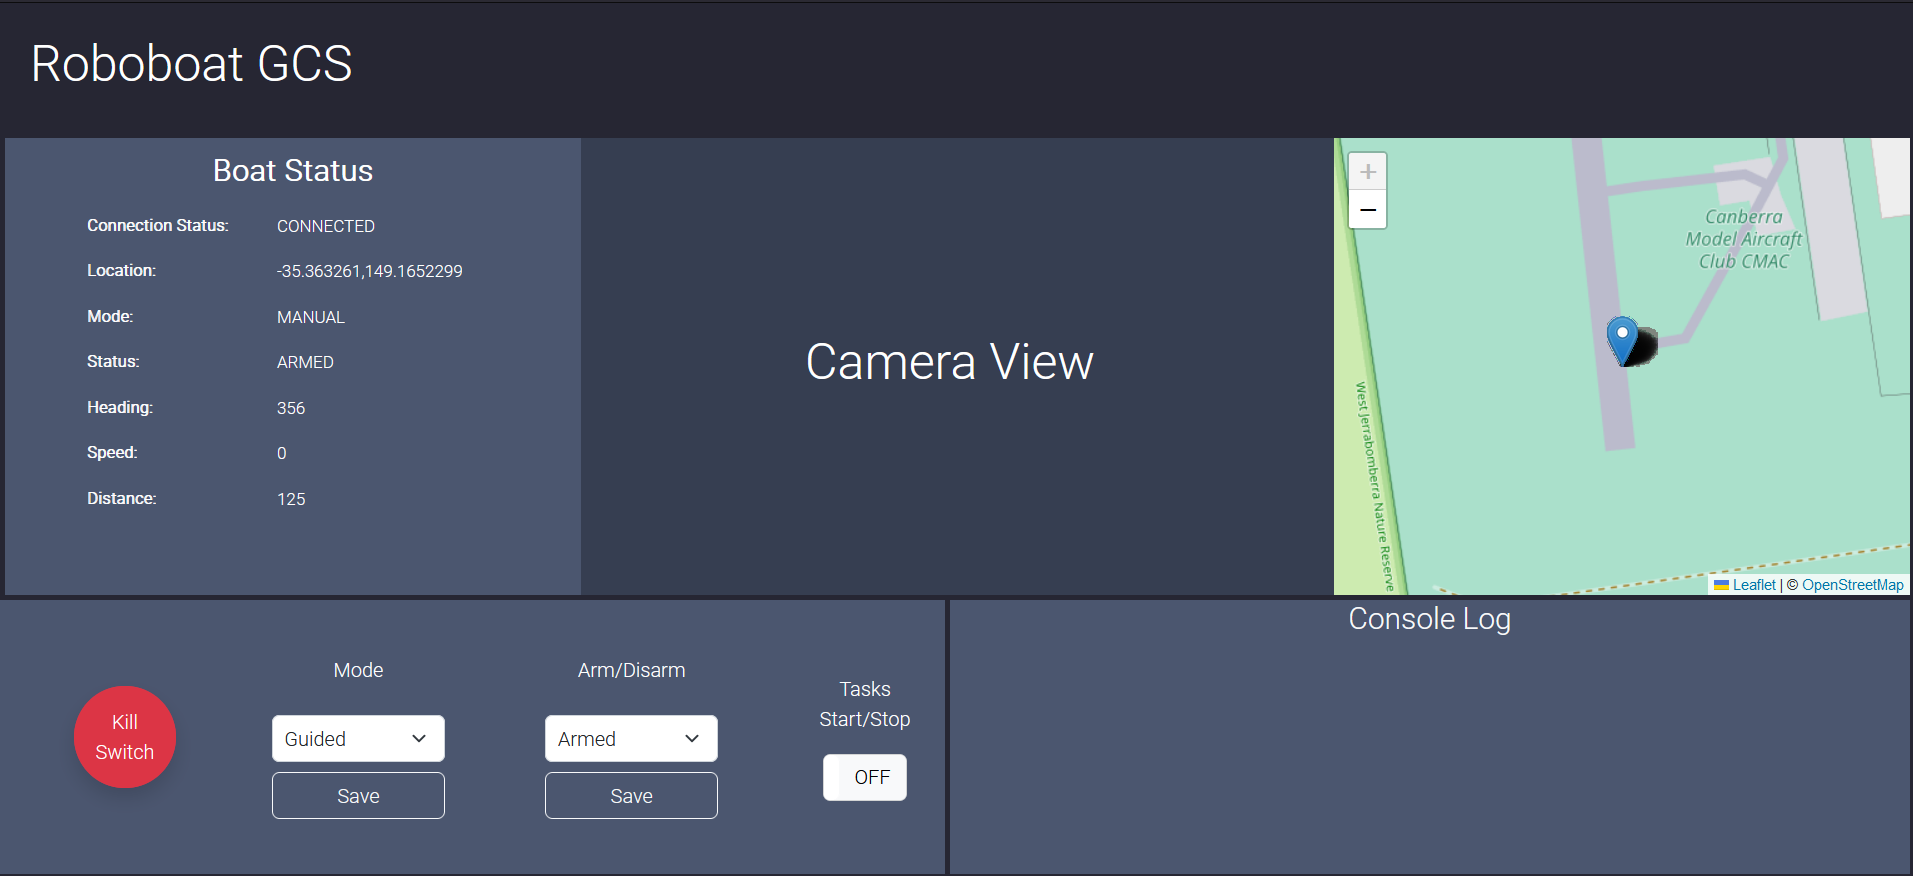 Roboboat GCS
Boat Status
Connection Status: CONNECTED
Location: -35.363261,149.1652299
Mode: MANUAL
Status: ARMED
Heading: 356
Speed: 0
Distance: 125
Camera View
+
−
Canberra
Model Aircraft
Club CMAC
West Jerrabomberra Nature Reserve
Leaflet | © OpenStreetMap
Kill
Switch
Mode
Guided
Save
Arm/Disarm
Armed
Save
Tasks
Start/Stop
OFF
Console Log